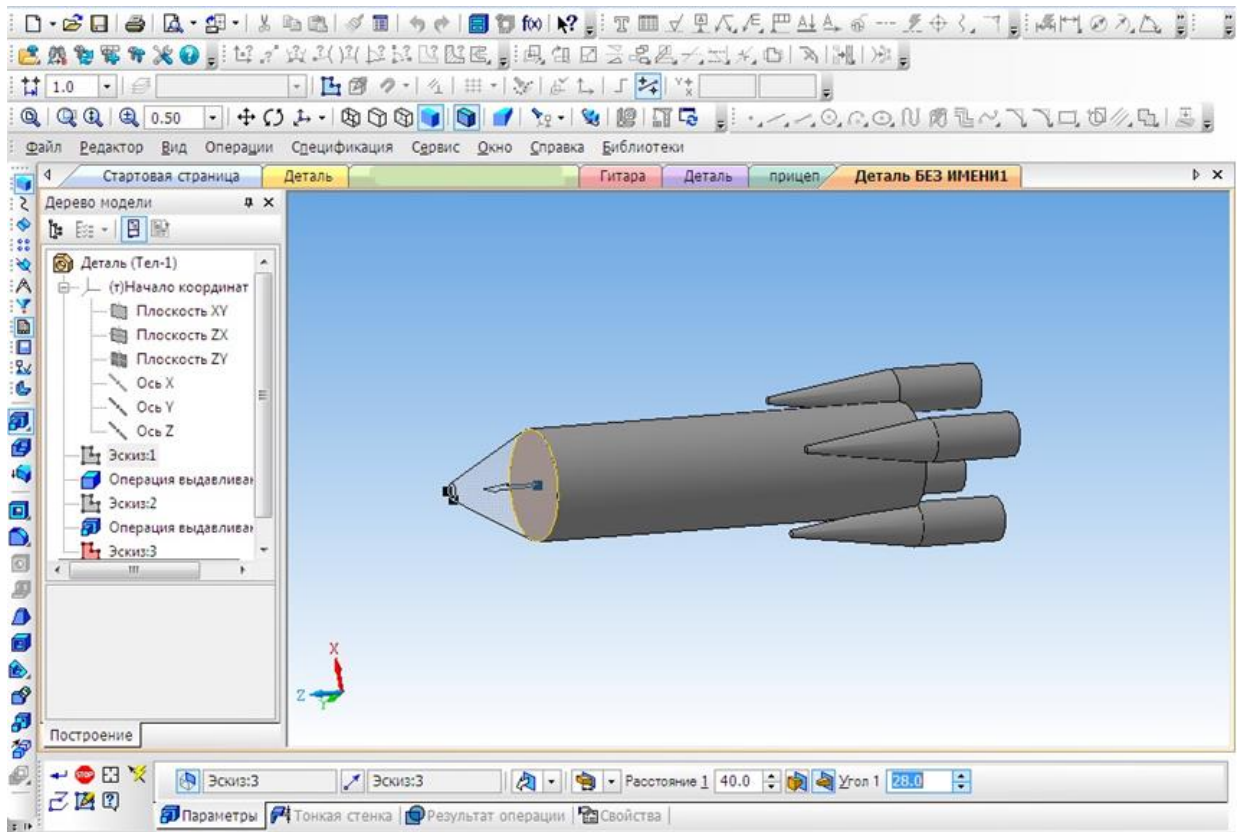 f(x)
1.0
0.50
Файл Редактор Вид Операции Спецификация Сервис Окно Справка Библиотеки
Стартовая страница Деталь Гитара Деталь прицеп Деталь БЕЗ ИМЕНИ1
Дерево модели
Деталь (Тел-1)
(т)Начало координат
Плоскость XY
Плоскость ZX
Плоскость ZY
Ось X
Ось Y
Ось Z
Эскиз:1
Операция выдавливан
Эскиз:2
Операция выдавливан
Эскиз:3
X
Z
Y
Построение
STOP
Эскиз:3 Эскиз:3 Расстояние 1 40.0 Угол 1 28.0
Параметры Тонкая стенка Результат операции Свойства